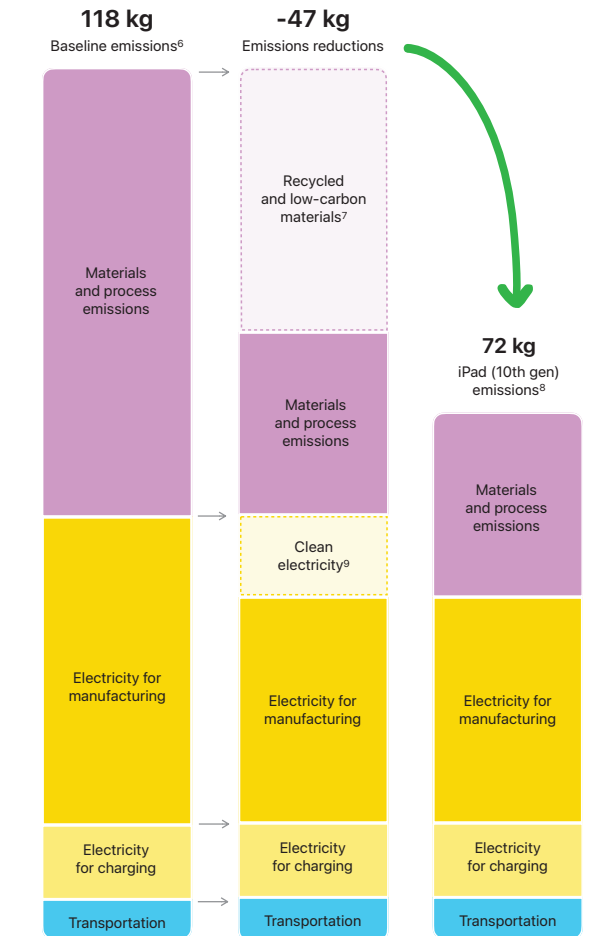 118 kg
Baseline emissions⁶
-47 kg
Emissions reductions
Recycled
and low-carbon
materials⁷
Materials
and process
emissions
72 kg
iPad (10th gen)
emissions⁸
Materials
and process
emissions
Materials
and process
emissions
Clean
electricity⁹
Electricity for
manufacturing
Electricity for
manufacturing
Electricity for
manufacturing
Electricity
for charging
Electricity
for charging
Electricity
for charging
Transportation
Transportation
Transportation